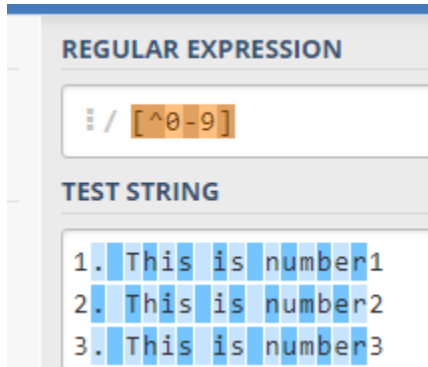 REGULAR EXPRESSION
/ [^0-9]
TEST STRING
1. This is number1
2. This is number2
3. This is number3